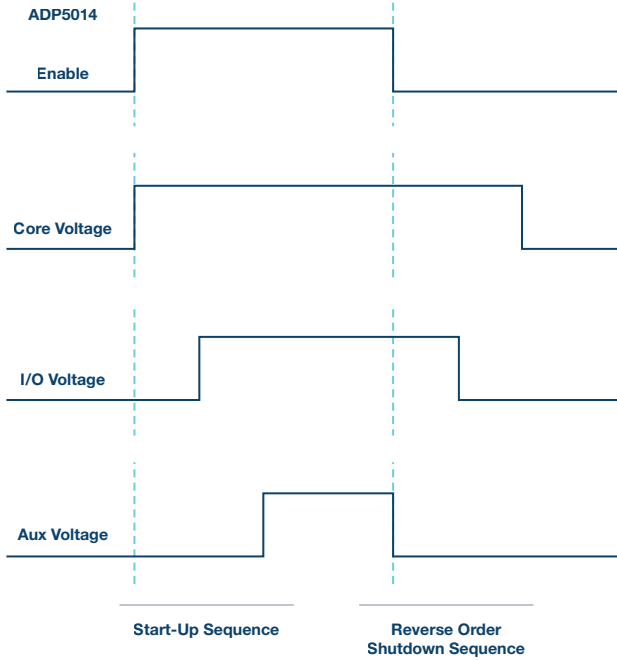 ADP5014
Enable
Core Voltage
I/O Voltage
Aux Voltage
Start-Up Sequence
Reverse Order
Shutdown Sequence